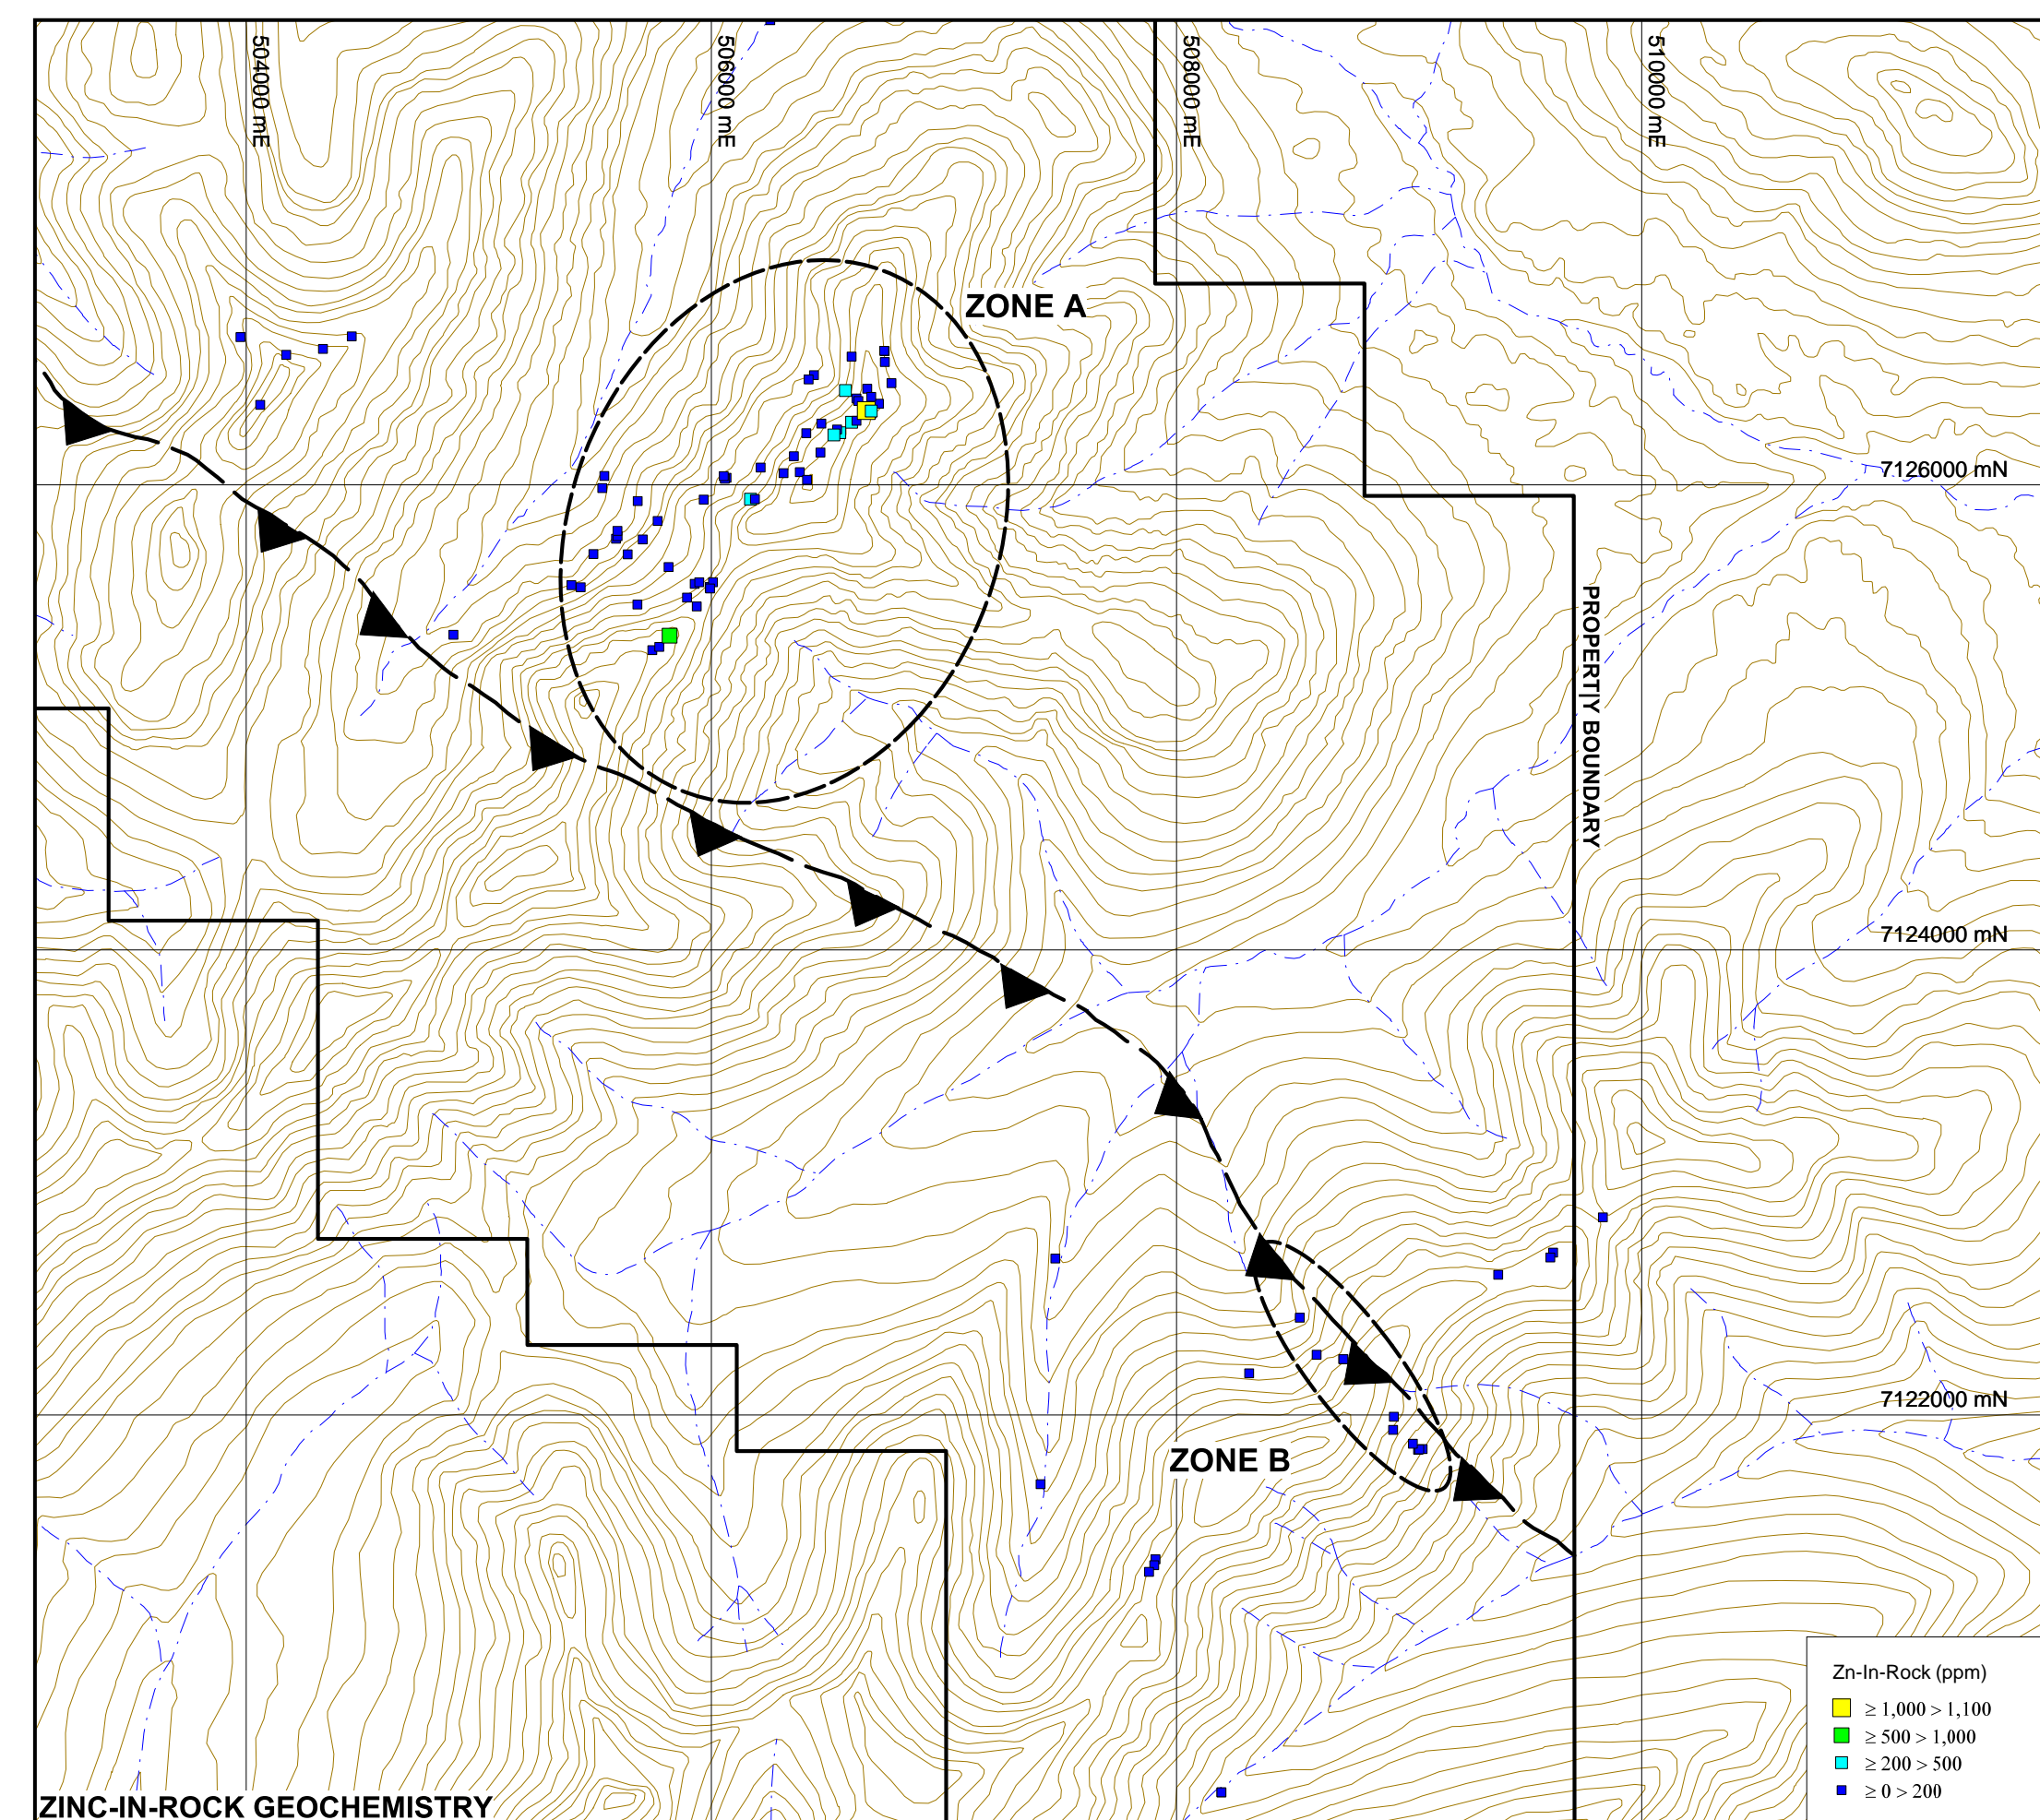 504000 mE
506000 mE
508000 mE
510000 mE
ZONE A
7126000 mN
PROPERTY BOUNDARY
7124000 mN
7122000 mN
ZONE B
Zn-In-Rock (ppm)
≥ 1,000 > 1,100
≥ 500 > 1,000
≥ 200 > 500
≥ 0 > 200
ZINC-IN-ROCK GEOCHEMISTRY